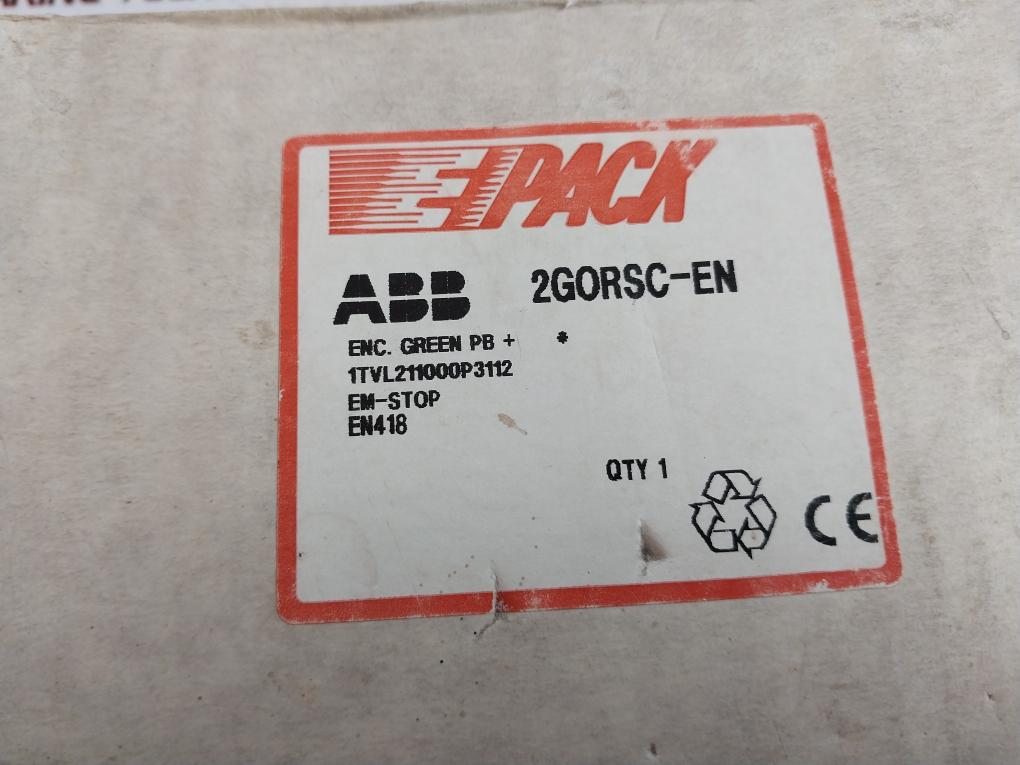 E-PACK
ABB 2GORSC-EN
ENC. GREEN PB + *
1TVL211000P3112
EM-STOP
EN418
QTY 1
CE